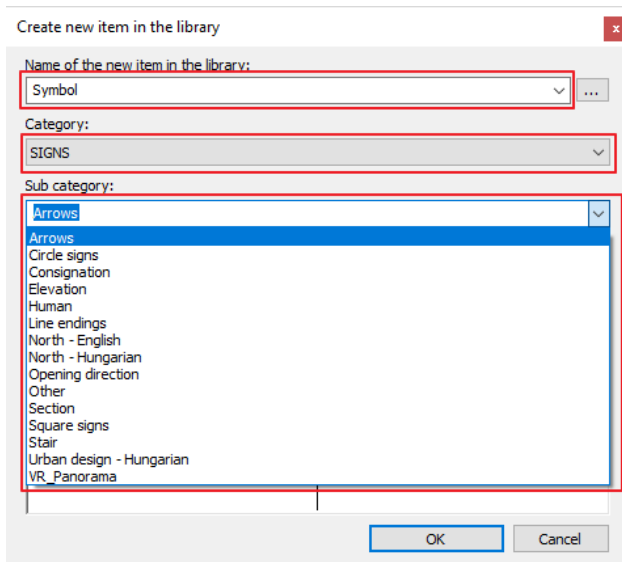 Create new item in the library
x
Name of the new item in the library:
Symbol
...
Category:
SIGNS
Sub category:
Arrows
Arrows
Circle signs
Consignation
Elevation
Human
Line endings
North - English
North - Hungarian
Opening direction
Other
Section
Square signs
Stair
Urban design - Hungarian
VR_Panorama
OK Cancel